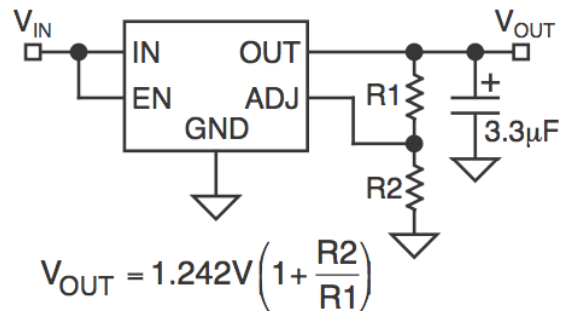 VIN
VOUT
IN OUT
EN ADJ
GND
R1
+
3.3µF
R2
VOUT = 1.242V(1+ R2/R1)